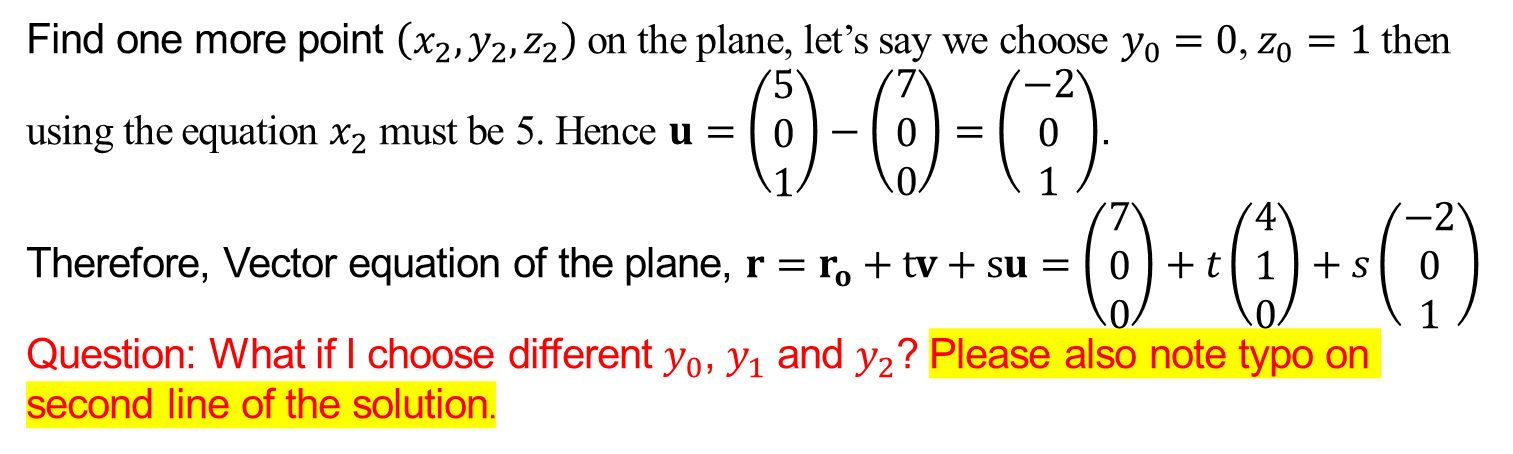 Find one more point (x₂, y₂, z₂) on the plane, let’s say we choose y₀ = 0, z₀ = 1 then
using the equation x₂ must be 5. Hence u = (5 0 1) − (7 0 0) = (−2 0 1).
Therefore, Vector equation of the plane, r = rₒ + tv + su = (7 0 0) + t(4 1 0) + s(−2 0 1)
Question: What if I choose different y₀, y₁ and y₂? Please also note typo on
second line of the solution.